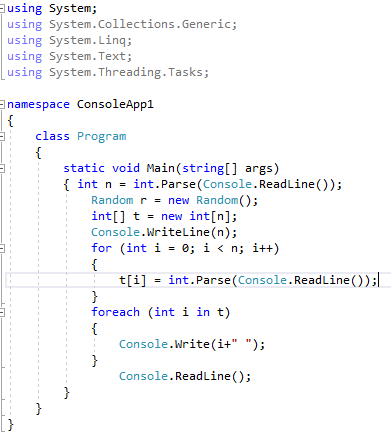 using System;
using System.Collections.Generic;
using System.Linq;
using System.Text;
using System.Threading.Tasks;

namespace ConsoleApp1
{
    class Program
    {
        static void Main(string[] args)
        { int n = int.Parse(Console.ReadLine());
            Random r = new Random();
            int[] t = new int[n];
            Console.WriteLine(n);
            for (int i = 0; i < n; i++)
            {
                t[i] = int.Parse(Console.ReadLine());
            }
            foreach (int i in t)
            {
                Console.Write(i+" ");
            }
                Console.ReadLine();
        }
    }
}